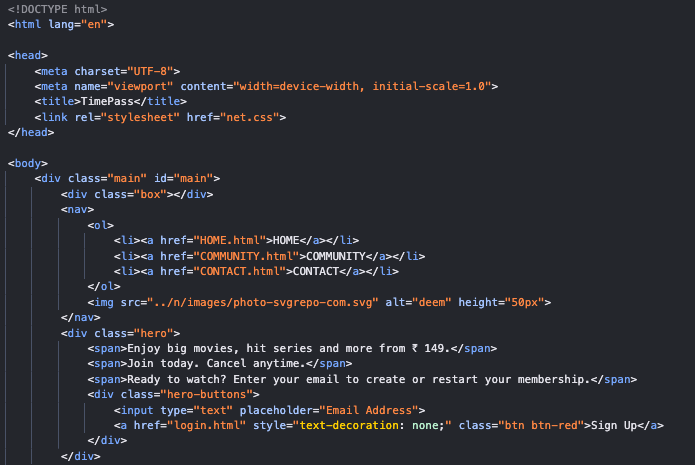 <!DOCTYPE html>
<html lang="en">
<head>
<meta charset="UTF-8">
<meta name="viewport" content="width=device-width, initial-scale=1.0">
<title>TimePass</title>
<link rel="stylesheet" href="net.css">
</head>
<body>
<div class="main" id="main">
<div class="box"></div>
<nav>
<ol>
<li><a href="HOME.html">HOME</a></li>
<li><a href="COMMUNITY.html">COMMUNITY</a></li>
<li><a href="CONTACT.html">CONTACT</a></li>
</ol>
<img src="../n/images/photo-svgrepo-com.svg" alt="deem" height="50px">
</nav>
<div class="hero">
<span>Enjoy big movies, hit series and more from ₹ 149.</span>
<span>Join today. Cancel anytime.</span>
<span>Ready to watch? Enter your email to create or restart your membership.</span>
<div class="hero-buttons">
<input type="text" placeholder="Email Address">
<a href="login.html" style="text-decoration: none;" class="btn btn-red">Sign Up</a>
</div>
</div>